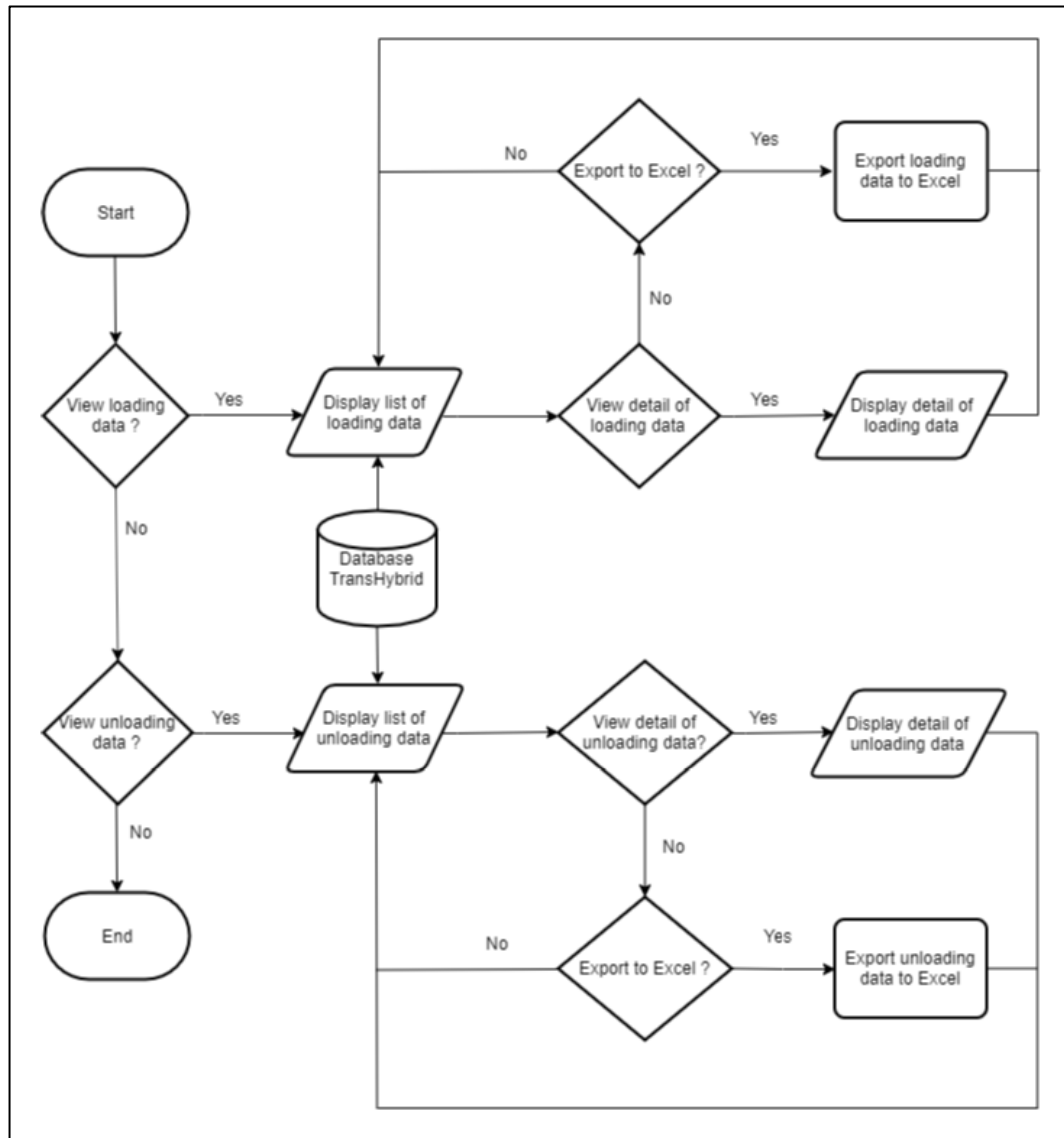 No
Export to Excel ?
Yes
Export loading
data to Excel
Start
No
View loading
data ?
Yes
Display list of
loading data
View detail of
loading data
Yes
Display detail of
loading data
No
Database
TransHybrid
View unloading
data ?
Yes
Display list of
unloading data
View detail of
unloading data?
Yes
Display detail of
unloading data
No
No
End
No
Export to Excel ?
Yes
Export unloading
data to Excel